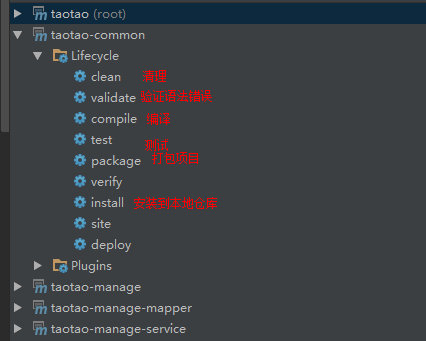 taotao (root)
taotao-common
Lifecycle
clean 清理
validate 验证语法错误
compile 编译
test 测试
package 打包项目
verify
install 安装到本地仓库
site
deploy
Plugins
taotao-manage
taotao-manage-mapper
taotao-manage-service